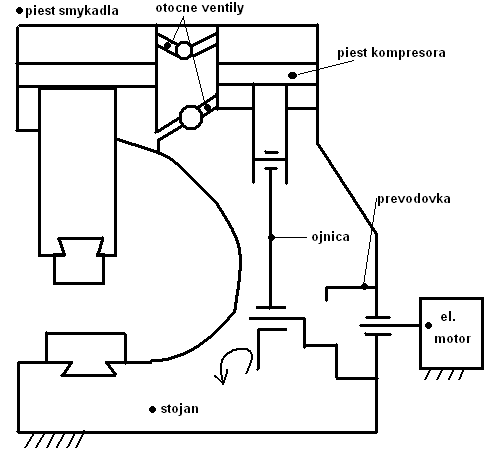 piest smykadla
otocne ventily
piest kompresora
prevodovka
ojnica
el.
motor
stojan